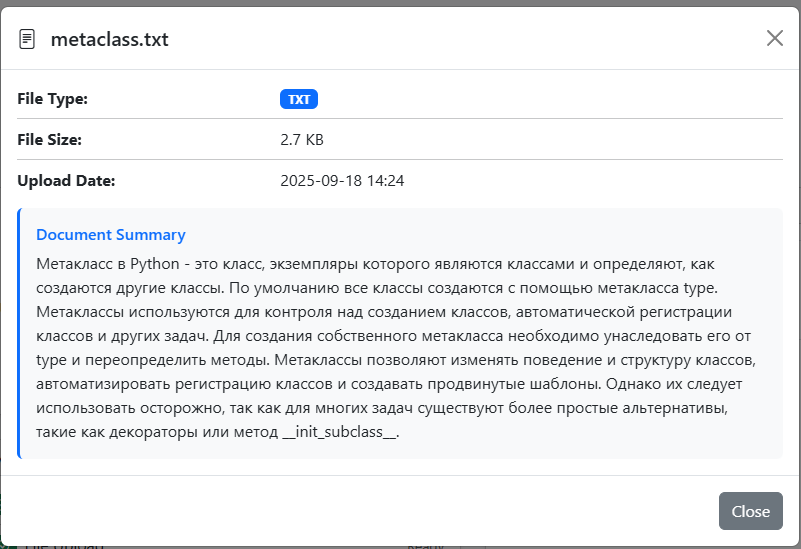 metaclass.txt
File Type: TXT
File Size: 2.7 KB
Upload Date: 2025-09-18 14:24
Document Summary
Метакласс в Python - это класс, экземпляры которого являются классами и определяют, как
создаются другие классы. По умолчанию все классы создаются с помощью метакласса type.
Метаклассы используются для контроля над созданием классов, автоматической регистрации
классов и других задач. Для создания собственного метакласса необходимо унаследовать его от
type и переопределить методы. Метаклассы позволяют изменять поведение и структуру классов,
автоматизировать регистрацию классов и создавать продвинутые шаблоны. Однако их следует
использовать осторожно, так как для многих задач существуют более простые альтернативы,
такие как декораторы или метод __init_subclass__.
Close